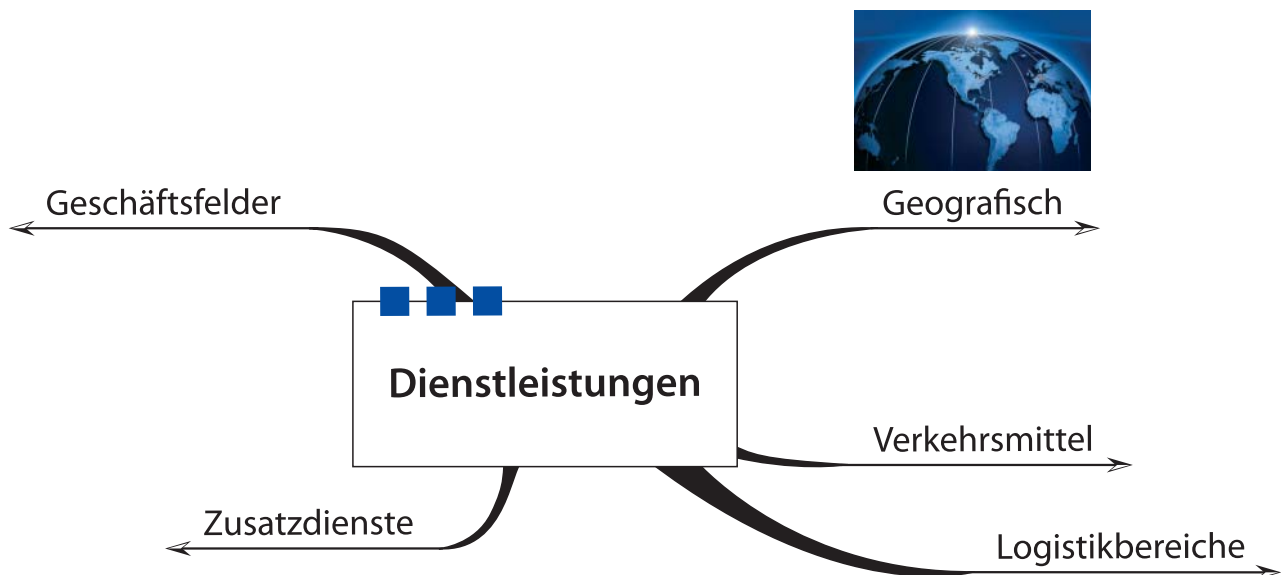 Geschäftsfelder
Geografisch
Dienstleistungen
Verkehrsmittel
Zusatzdienste
Logistikbereiche